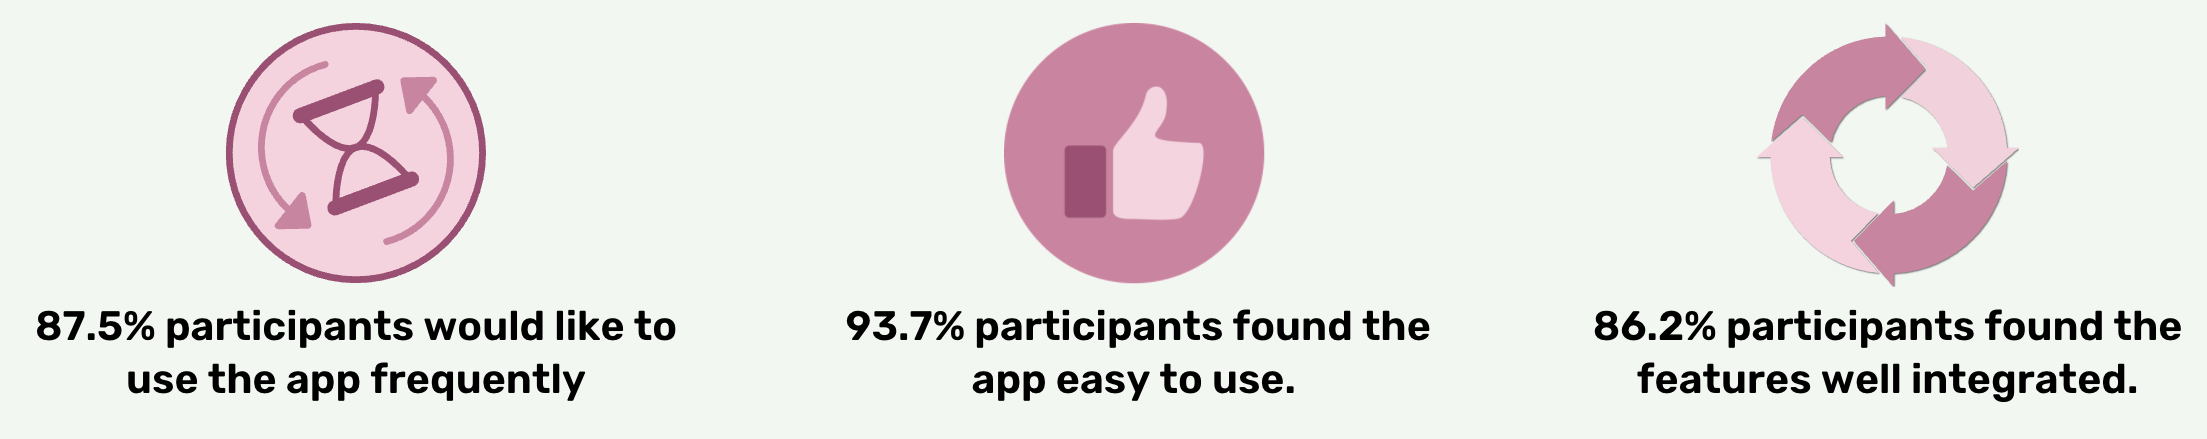 87.5% participants would like to
use the app frequently
93.7% participants found the
app easy to use.
86.2% participants found the
features well integrated.